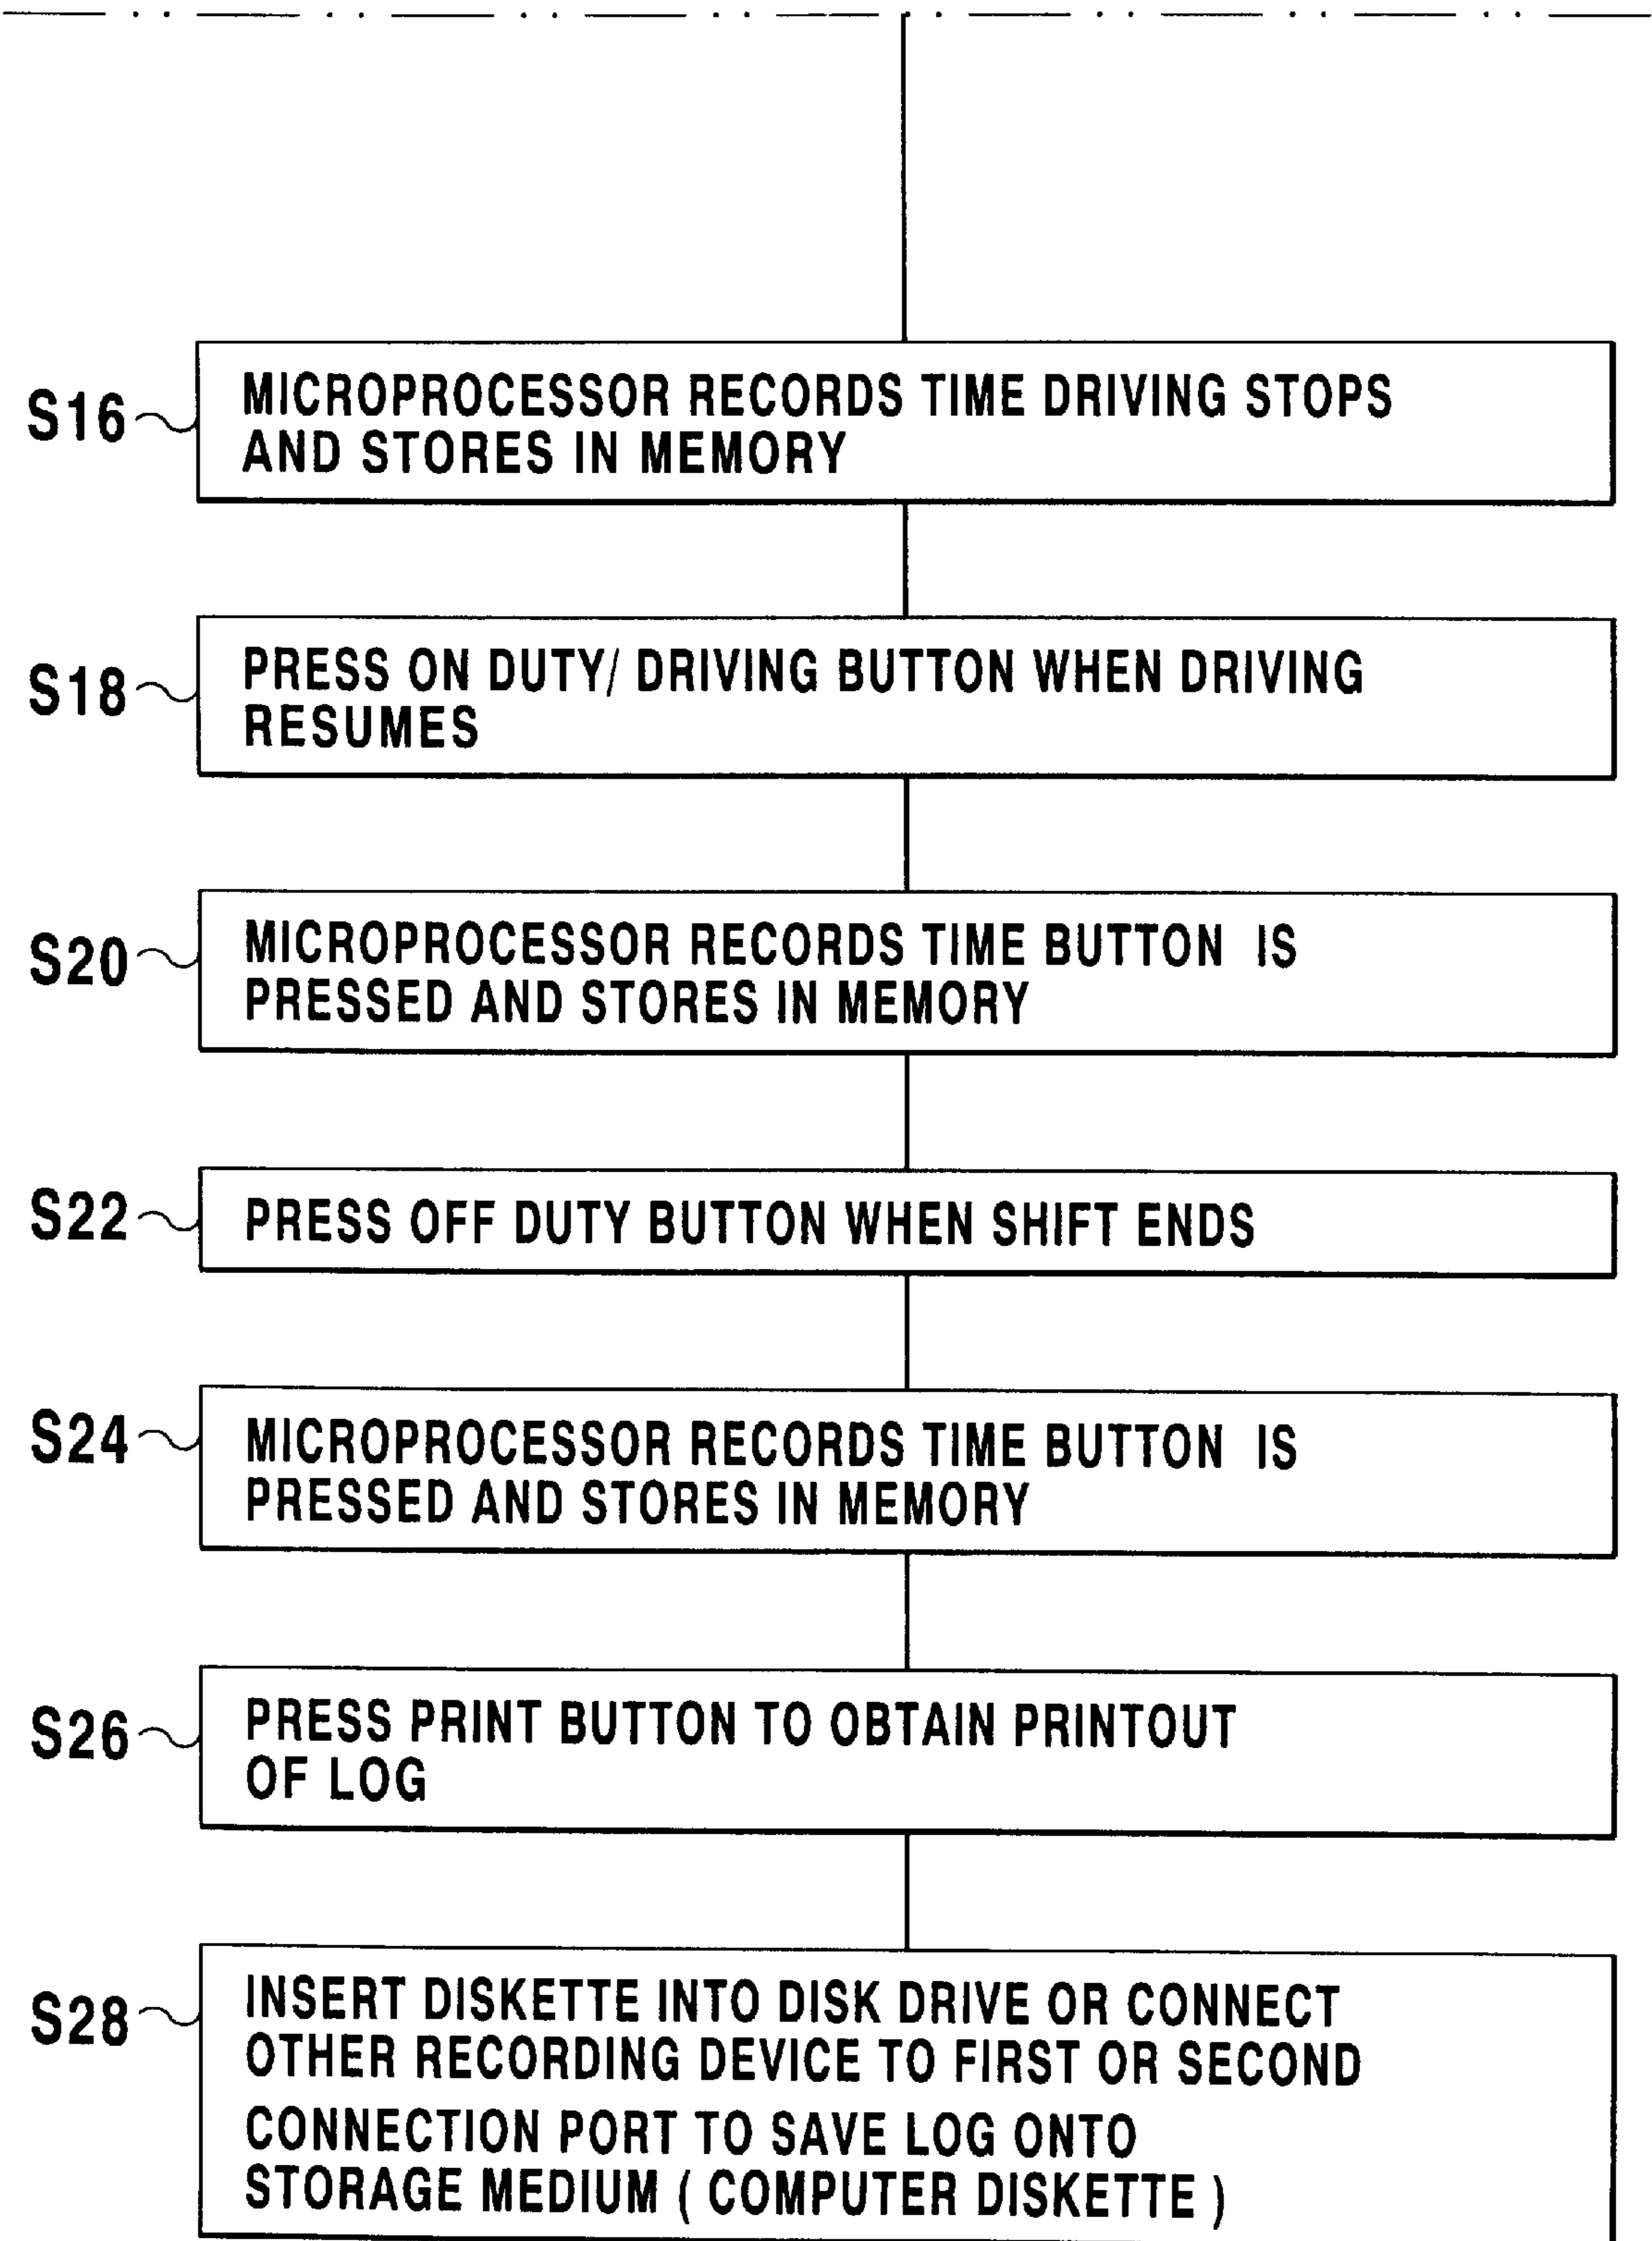 S16
MICROPROCESSOR RECORDS TIME DRIVING STOPS
AND STORES IN MEMORY
S18
PRESS ON DUTY/ DRIVING BUTTON WHEN DRIVING
RESUMES
S20
MICROPROCESSOR RECORDS TIME BUTTON IS
PRESSED AND STORES IN MEMORY
S22
PRESS OFF DUTY BUTTON WHEN SHIFT ENDS
S24
MICROPROCESSOR RECORDS TIME BUTTON IS
PRESSED AND STORES IN MEMORY
S26
PRESS PRINT BUTTON TO OBTAIN PRINTOUT
OF LOG
S28
INSERT DISKETTE INTO DISK DRIVE OR CONNECT
OTHER RECORDING DEVICE TO FIRST OR SECOND
CONNECTION PORT TO SAVE LOG ONTO
STORAGE MEDIUM ( COMPUTER DISKETTE )